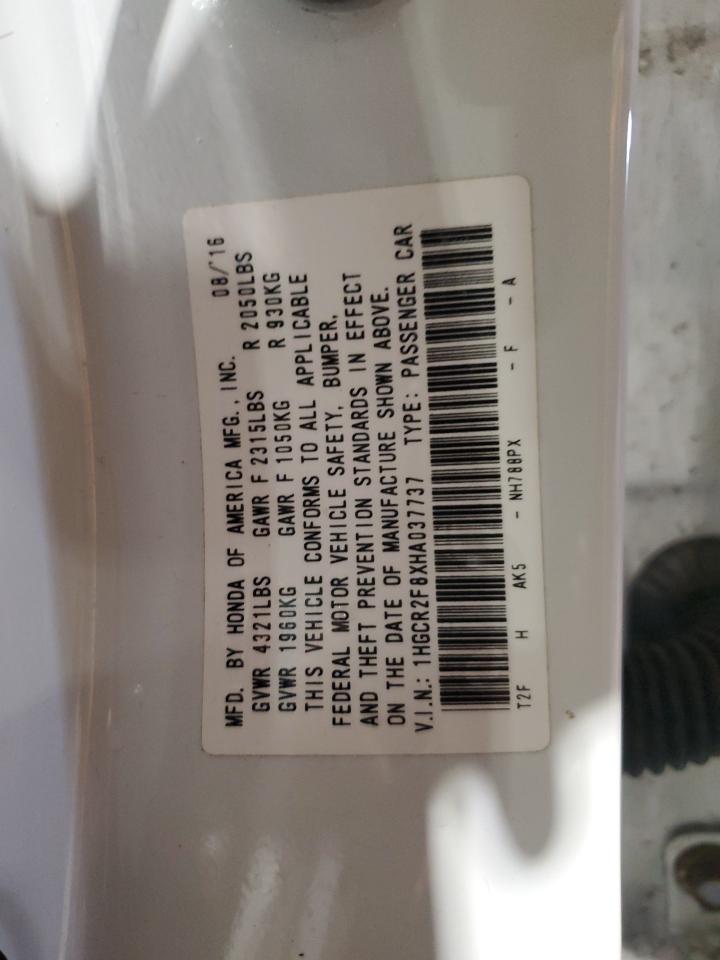 MFD. BY HONDA OF AMERICA MFG., INC. 08/'16
GVWR 4321LBS GAWR F 2315LBS R 2050LBS
GVWR 1960KG GAWR F 1050KG R 930KG
THIS VEHICLE CONFORMS TO ALL APPLICABLE
FEDERAL MOTOR VEHICLE SAFETY, BUMPER,
AND THEFT PREVENTION STANDARDS IN EFFECT
ON THE DATE OF MANUFACTURE SHOWN ABOVE.
V.I.N.: 1HGCR2F8XHA037737 TYPE: PASSENGER CAR
T2F H AK5 - NH788PX - F - A